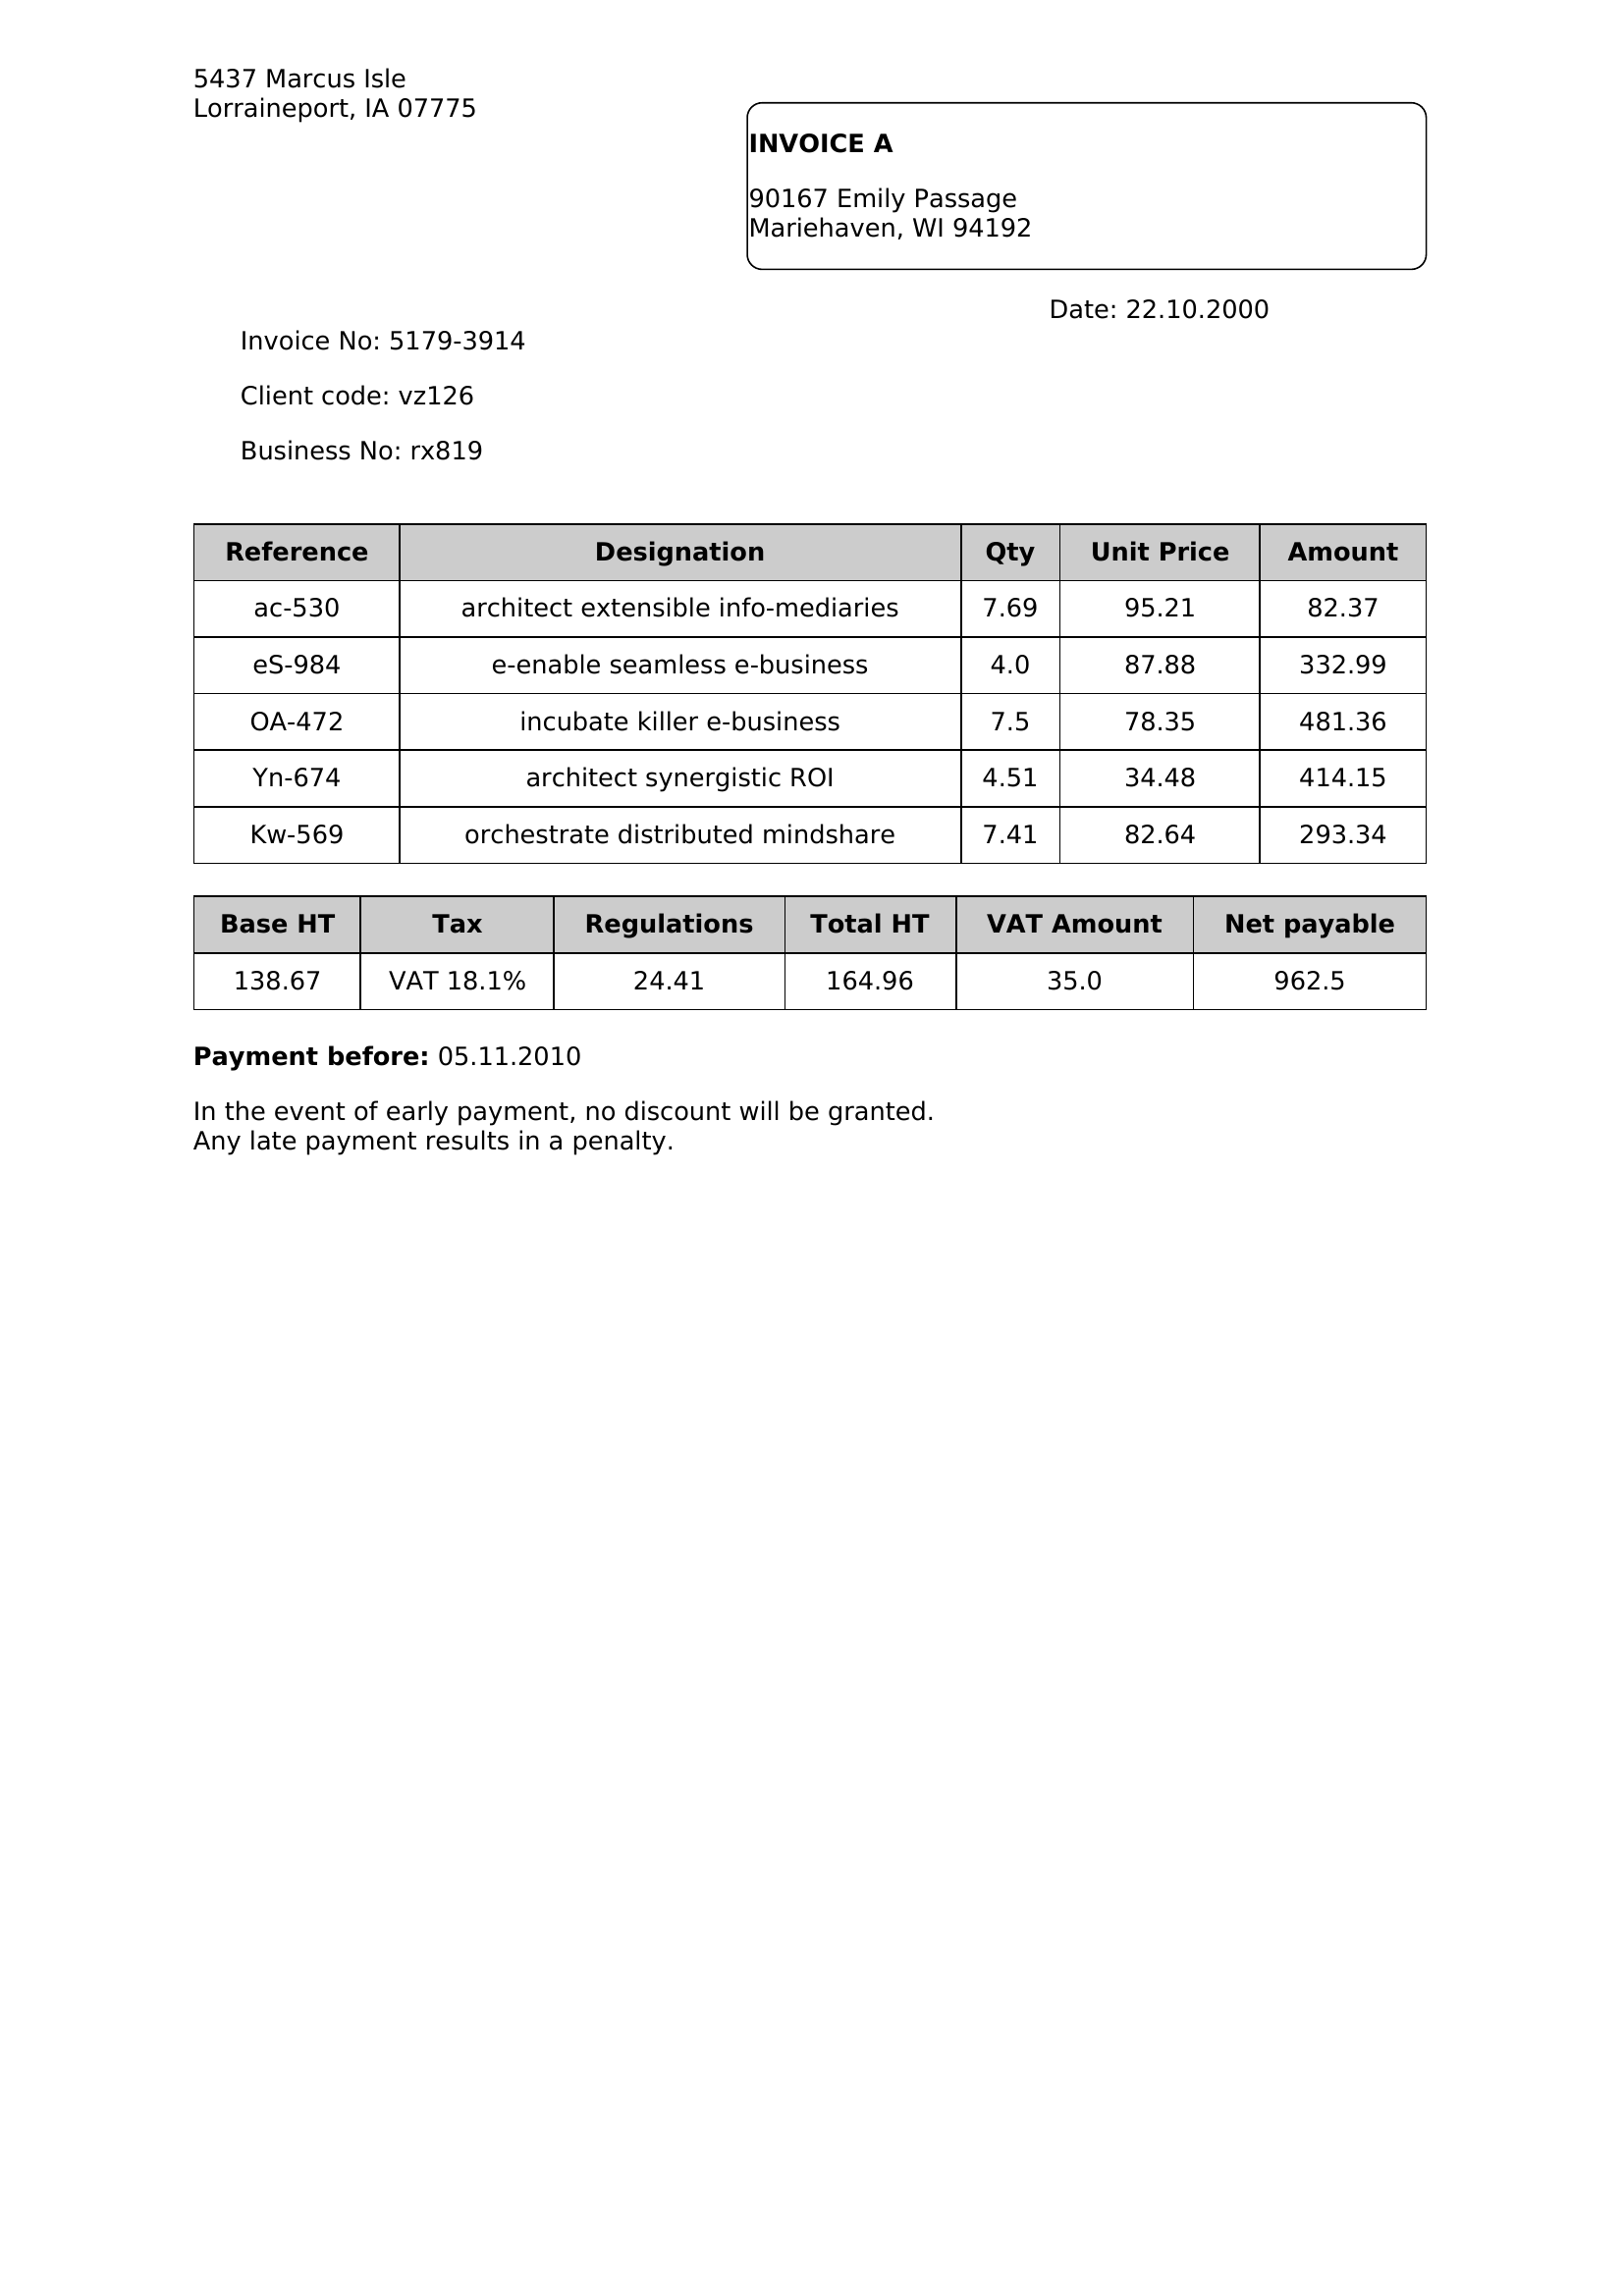 5437 Marcus Isle
Lorraineport, IA 07775
INVOICE A
90167 Emily Passage
Mariehaven, WI 94192
Date: 22.10.2000
Invoice No: 5179-3914
Client code: vz126
Business No: rx819
Reference Designation Qty Unit Price Amount
ac-530 architect extensible info-mediaries 7.69 95.21 82.37
eS-984 e-enable seamless e-business 4.0 87.88 332.99
OA-472 incubate killer e-business 7.5 78.35 481.36
Yn-674 architect synergistic ROI 4.51 34.48 414.15
Kw-569 orchestrate distributed mindshare 7.41 82.64 293.34
Base HT Tax Regulations Total HT VAT Amount Net payable
138.67 VAT 18.1% 24.41 164.96 35.0 962.5
Payment before: 05.11.2010
In the event of early payment, no discount will be granted.
Any late payment results in a penalty.